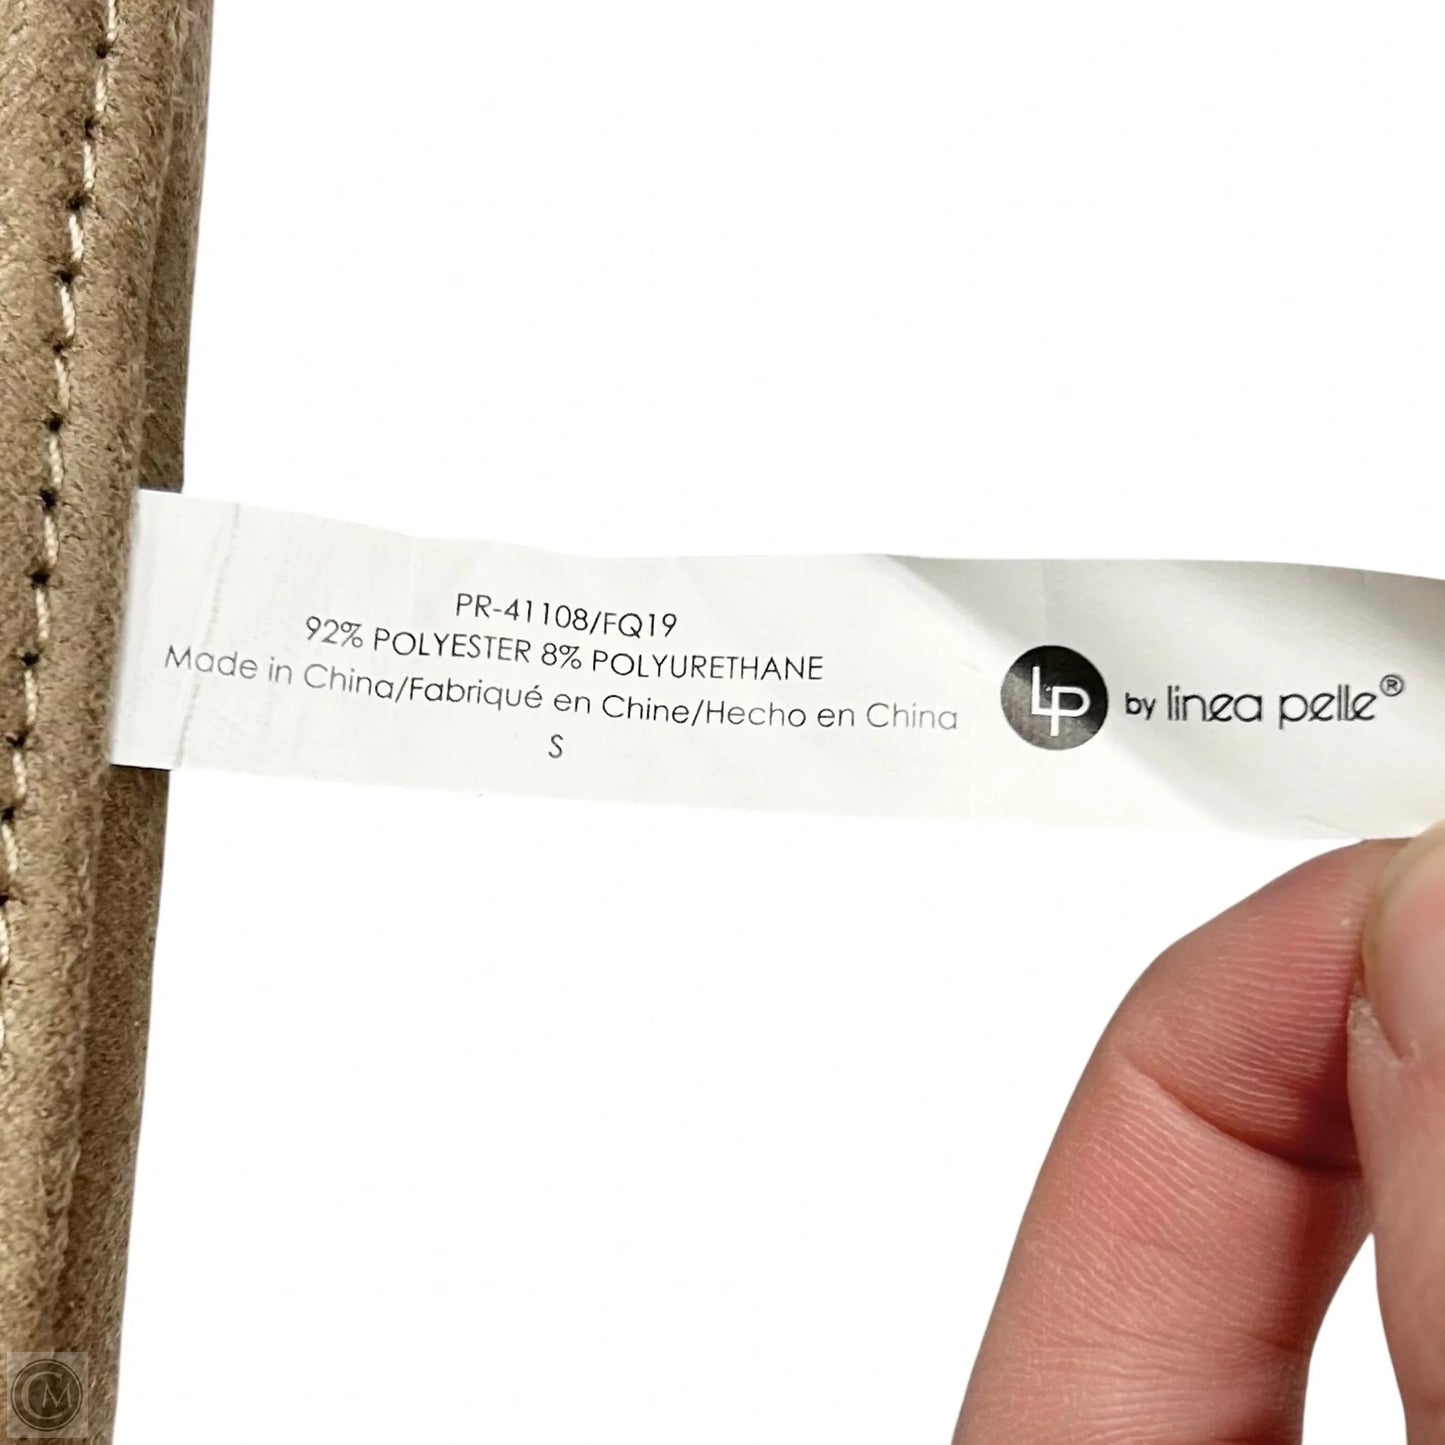 PR-41108/FQ19
92% POLYESTER 8% POLYURETHANE
Made in China/Fabriqué en Chine/Hecho en China
S
LP by linea pelle®
CM